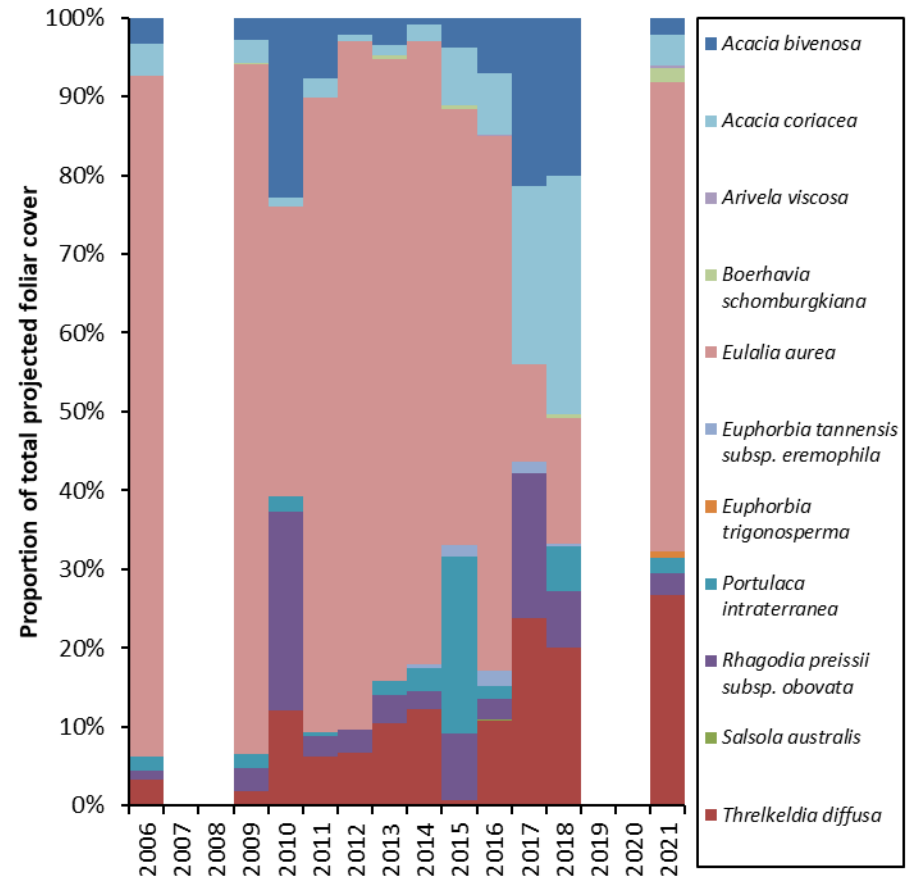 100%
90%
80%
70%
60%
50%
40%
30%
20%
10%
0%
Proportion of total projected foliar cover
2006
2007
2008
2009
2010
2011
2012
2013
2014
2015
2016
2017
2018
2019
2020
2021
Acacia bivenosa
Acacia coriacea
Arivela viscosa
Boerhavia
schomburgkiana
Eulalia aurea
Euphorbia tannensis
subsp. eremophila
Euphorbia
trigonosperma
Portulaca
intraterranea
Rhagodia preissii
subsp. obovata
Salsola australis
Threlkeldia diffusa